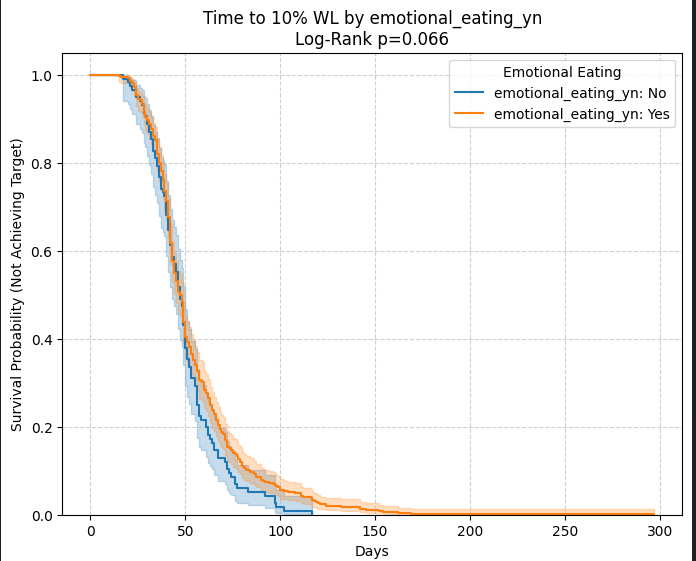 Time to 10% WL by emotional_eating_yn
Log-Rank p=0.066
Emotional Eating
emotional_eating_yn: No
emotional_eating_yn: Yes
Survival Probability (Not Achieving Target)
1.0
0.8
0.6
0.4
0.2
0.0
0 50 100 150 200 250 300
Days